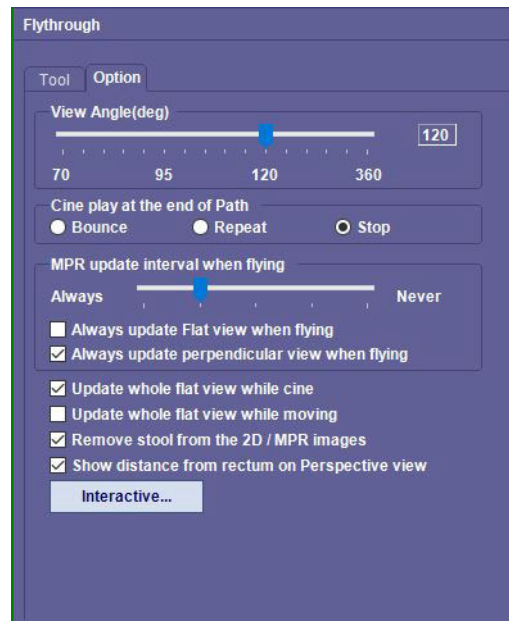 Flythrough
Tool Option
View Angle(deg)
120
70 95 120 360
Cine play at the end of Path
Bounce Repeat Stop
MPR update interval when flying
Always Never
Always update Flat view when flying
Always update perpendicular view when flying
Update whole flat view while cine
Update whole flat view while moving
Remove stool from the 2D / MPR images
Show distance from rectum on Perspective view
Interactive...